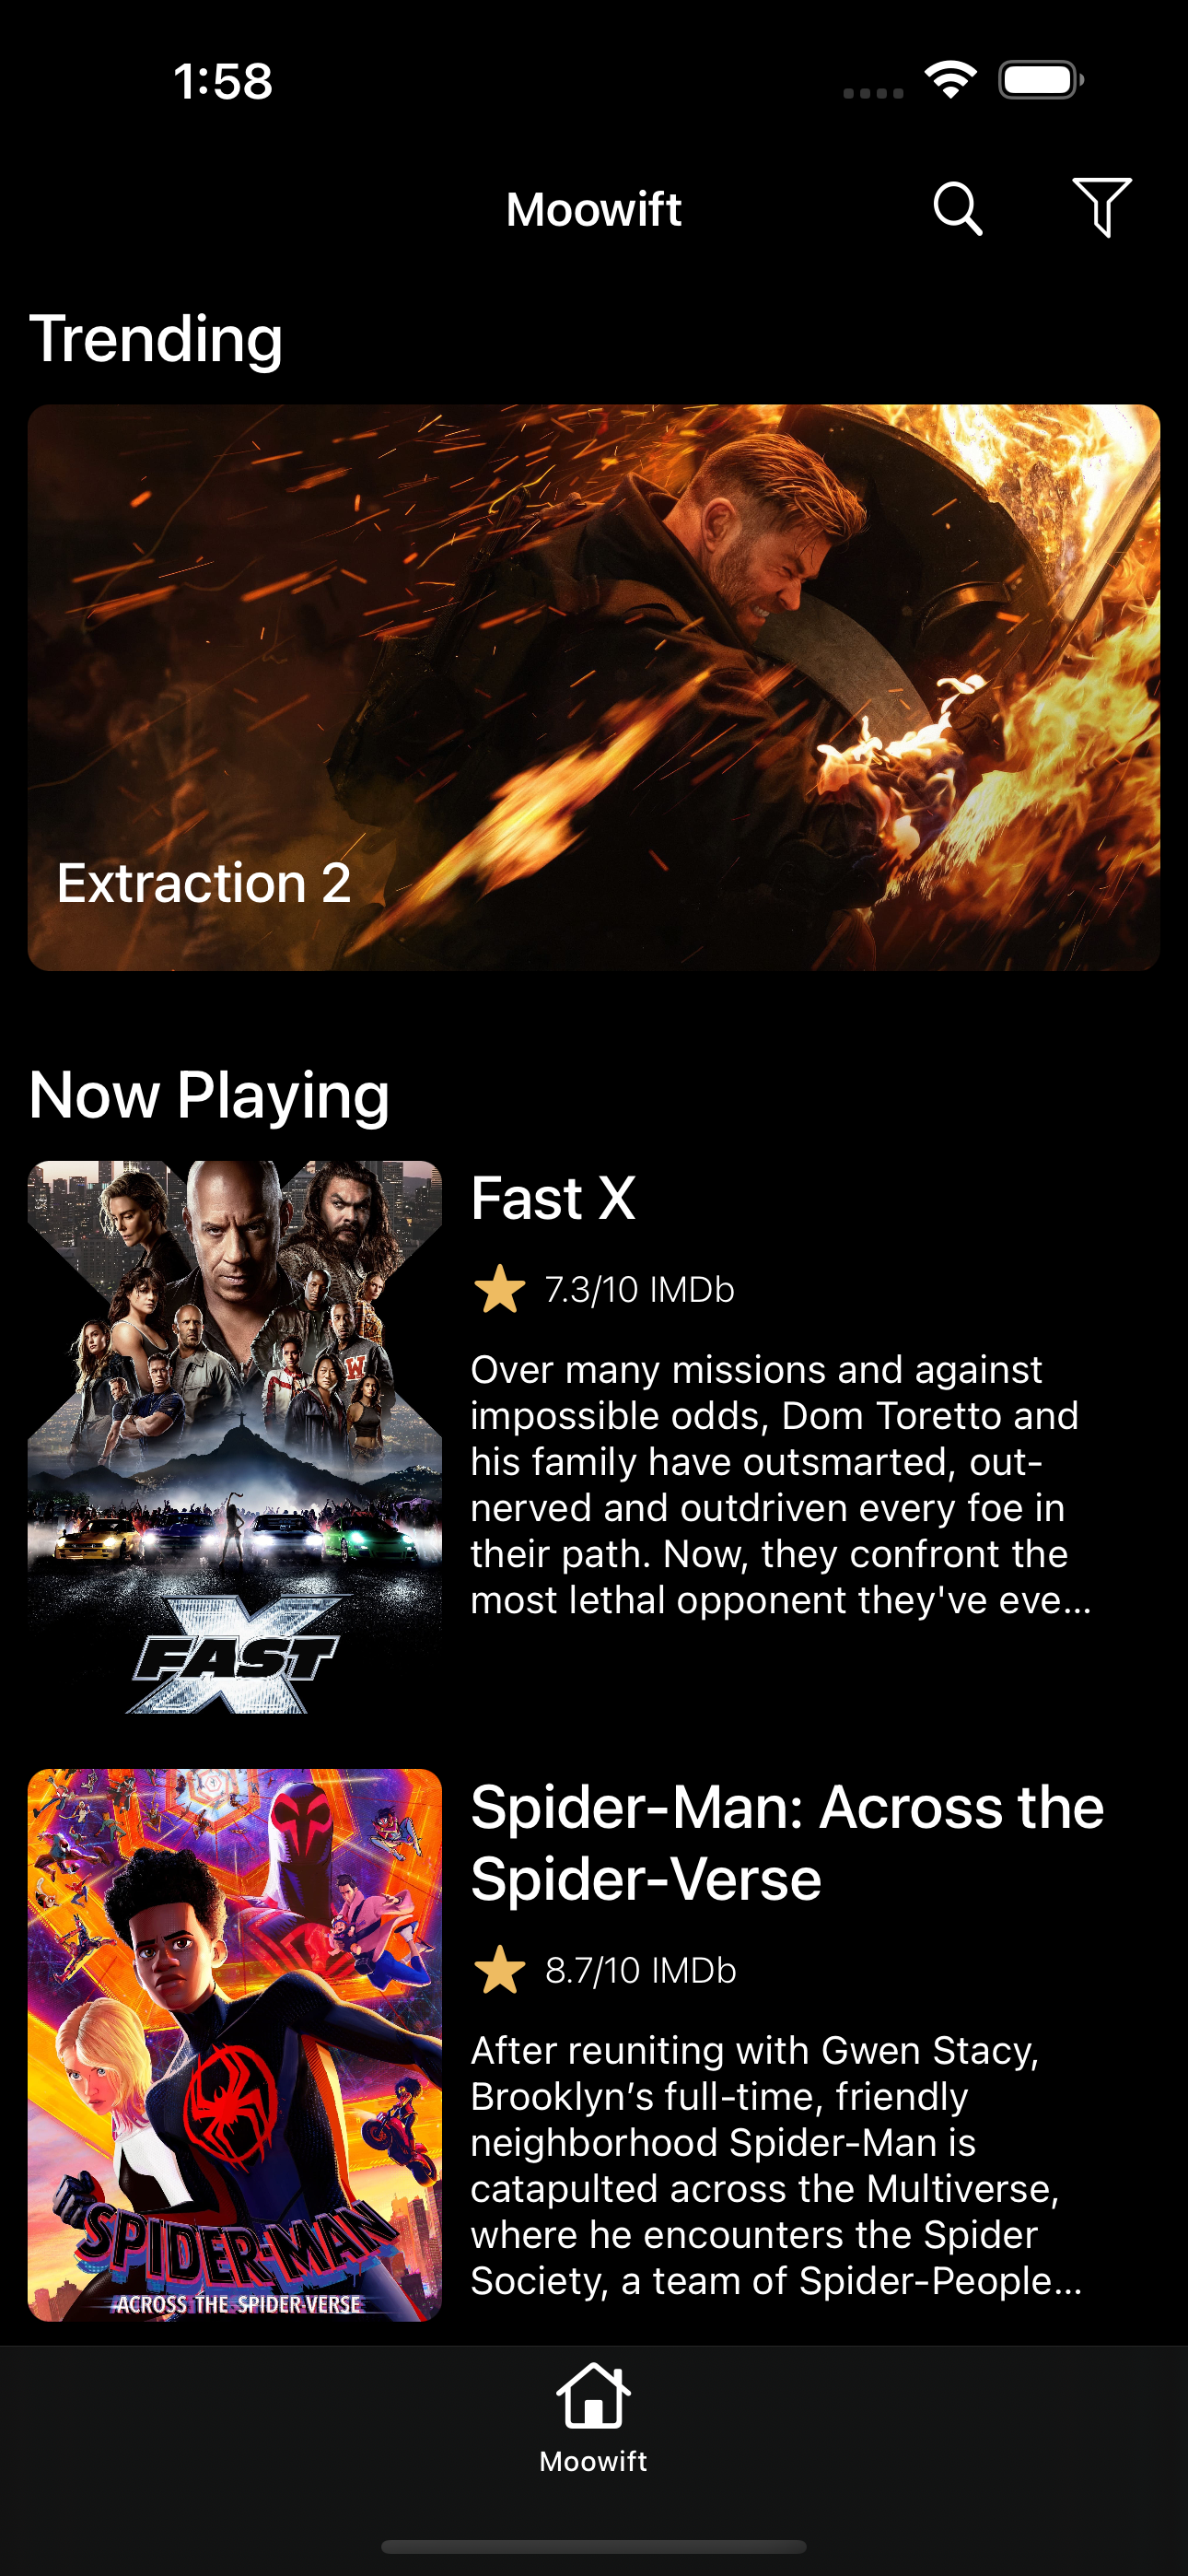 1:58
Moowift
Trending
Extraction 2
Now Playing
Fast X
7.3/10 IMDb
Over many missions and against
impossible odds, Dom Toretto and
his family have outsmarted, out-
nerved and outdriven every foe in
their path. Now, they confront the
most lethal opponent they've eve...
W
X
FAST
Spider-Man: Across the
Spider-Verse
8.7/10 IMDb
After reuniting with Gwen Stacy,
Brooklyn’s full-time, friendly
neighborhood Spider-Man is
catapulted across the Multiverse,
where he encounters the Spider
Society, a team of Spider-People...
SPIDER-MAN
ACROSS THE SPIDER-VERSE
Moowift